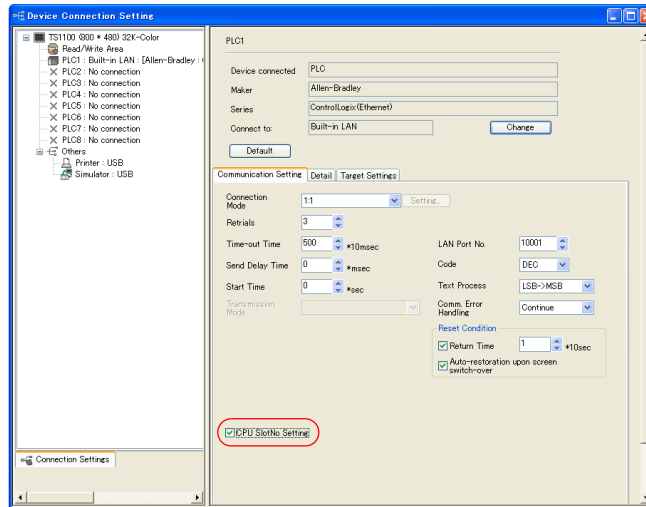 Device Connection Setting
TS1100 (800 * 480) 32K-Color
Read/Write Area
PLC1 : Built-in LAN : [Allen-Bradley :
PLC2 : No connection
PLC3 : No connection
PLC4 : No connection
PLC5 : No connection
PLC6 : No connection
PLC7 : No connection
PLC8 : No connection
Others
Printer : USB
Simulator : USB
Connection Settings
PLC1
Device connected PLC
Maker Allen-Bradley
Series ControlLogix(Ethernet)
Connect to: Built-in LAN Change
Default
Communication Setting Detail Target Settings
Connection Mode 1:1 Setting...
Retrials 3
Time-out Time 500 *10msec LAN Port No. 10001
Send Delay Time 0 *msec Code DEC
Start Time 0 *sec Text Process LSB->MSB
Transmission Mode Comm. Error Handling Continue
Reset Condition
Return Time 1 *10sec
Auto-restoration upon screen
switch-over
CPU SlotNo Setting